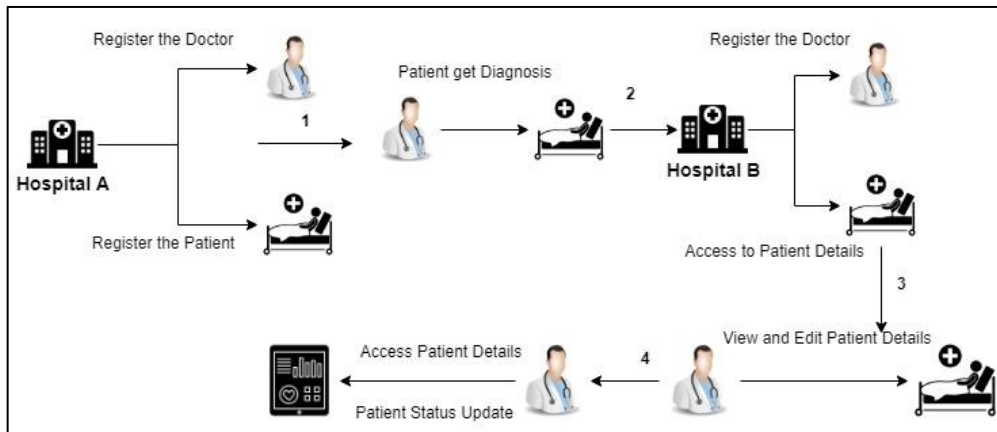 Register the Doctor
Register the Doctor
Patient get Diagnosis
1
2
Hospital A
Hospital B
Register the Patient
Access to Patient Details
3
View and Edit Patient Details
Access Patient Details
4
Patient Status Update